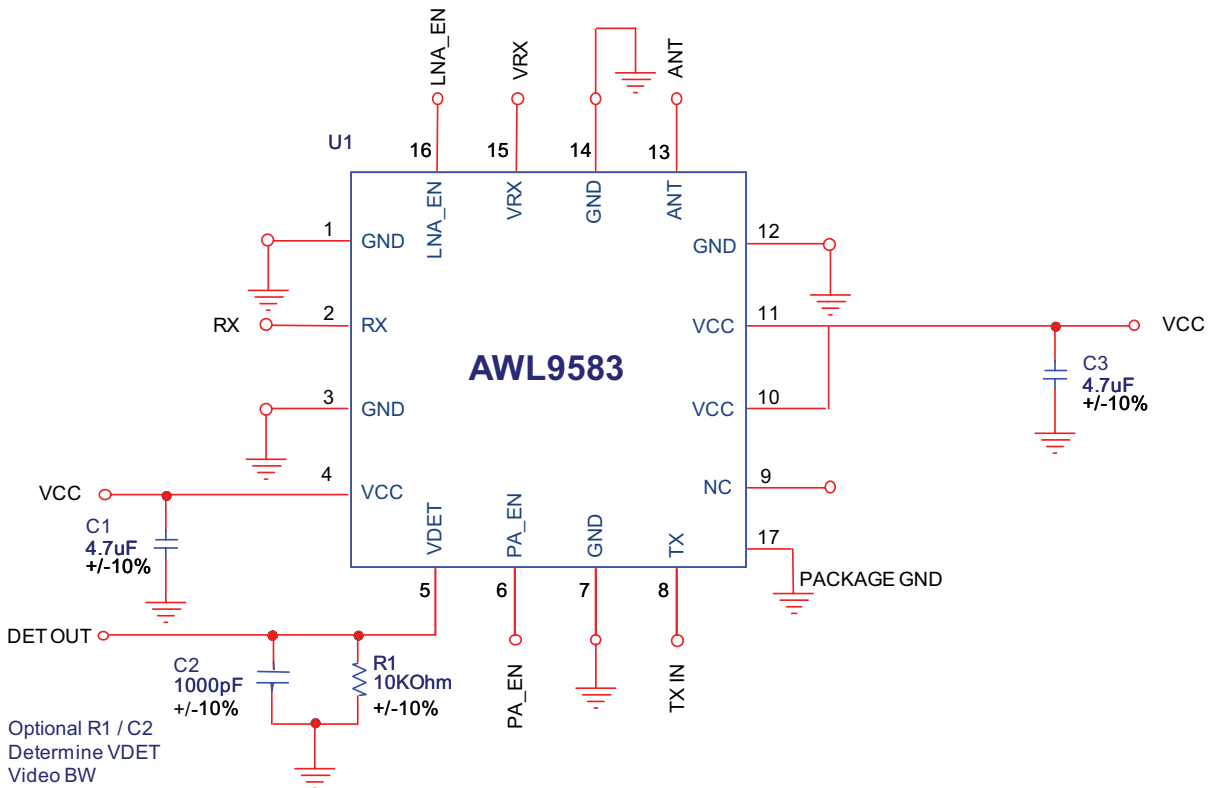 LNA_EN
VRX
ANT
U1
16
15
14
13
LNA_EN
VRX
GND
ANT
1
GND
GND
12
RX
2
RX
VCC
11
VCC
AWL9583
C3
4.7uF
+/-10%
3
GND
VCC
10
VCC
4
VCC
NC
9
C1
4.7uF
+/-10%
VDET
PA_EN
GND
TX
17
PACKAGE GND
5
6
7
8
DET OUT
C2
1000pF
+/-10%
R1
10KOhm
+/-10%
PA_EN
TX IN
Optional R1 / C2
Determine VDET
Video BW